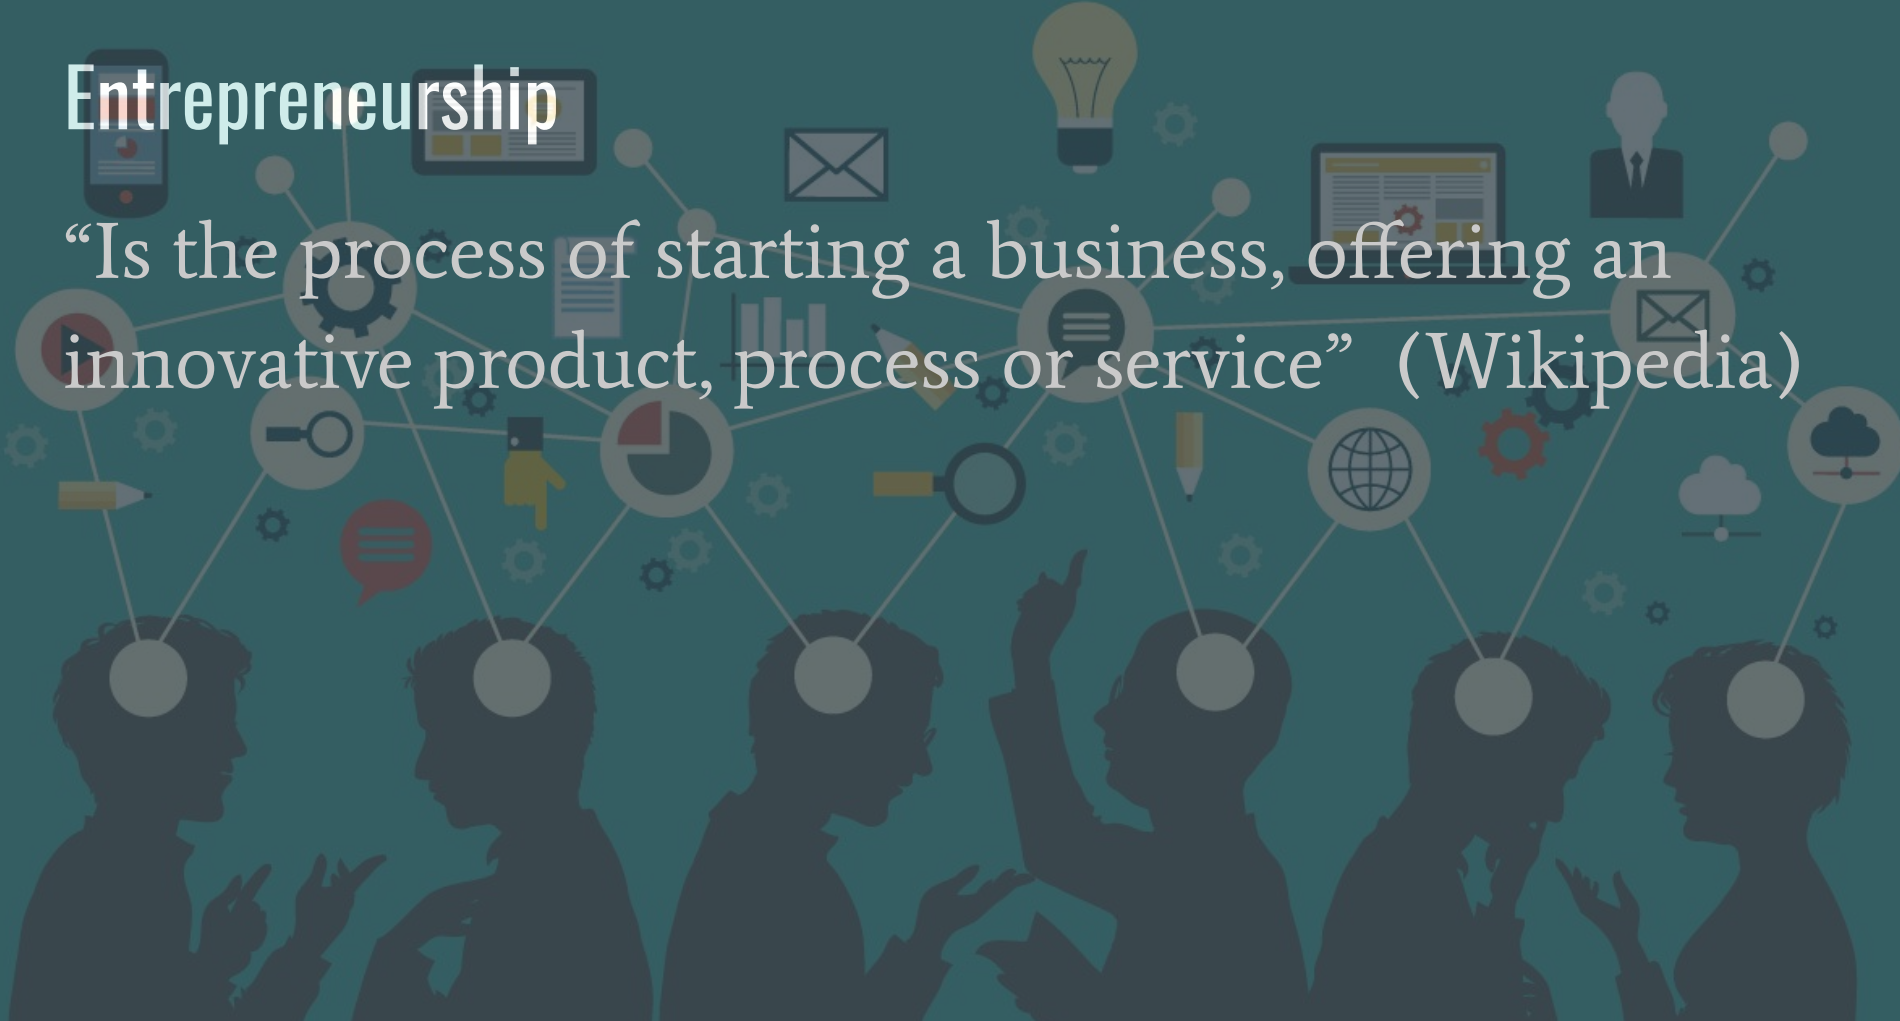 Entrepreneurship
“Is the process of starting a business, offering an
innovative product, process or service” (Wikipedia)